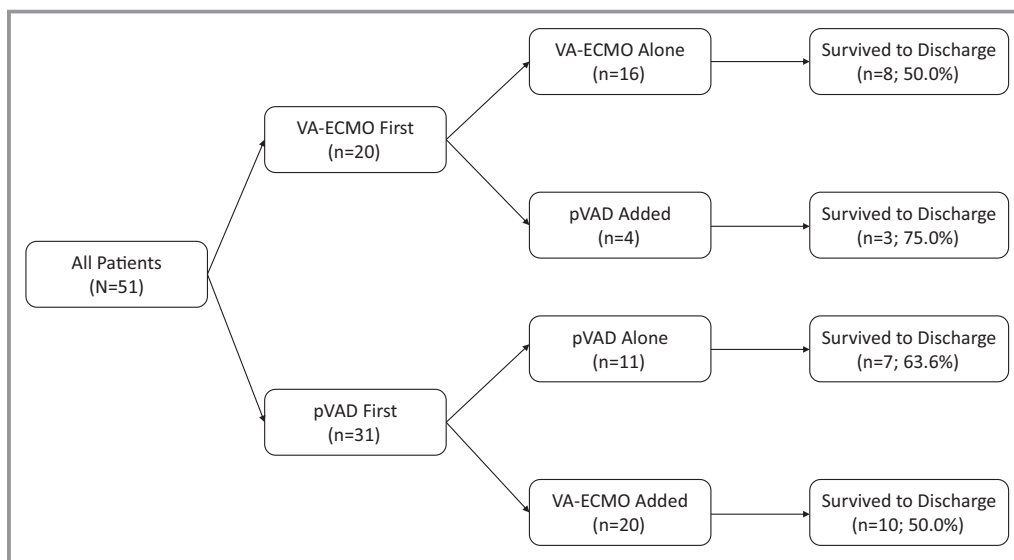 All Patients
(N=51)
VA-ECMO First
(n=20)
VA-ECMO Alone
(n=16)
Survived to Discharge
(n=8; 50.0%)
pVAD Added
(n=4)
Survived to Discharge
(n=3; 75.0%)
pVAD First
(n=31)
pVAD Alone
(n=11)
Survived to Discharge
(n=7; 63.6%)
VA-ECMO Added
(n=20)
Survived to Discharge
(n=10; 50.0%)